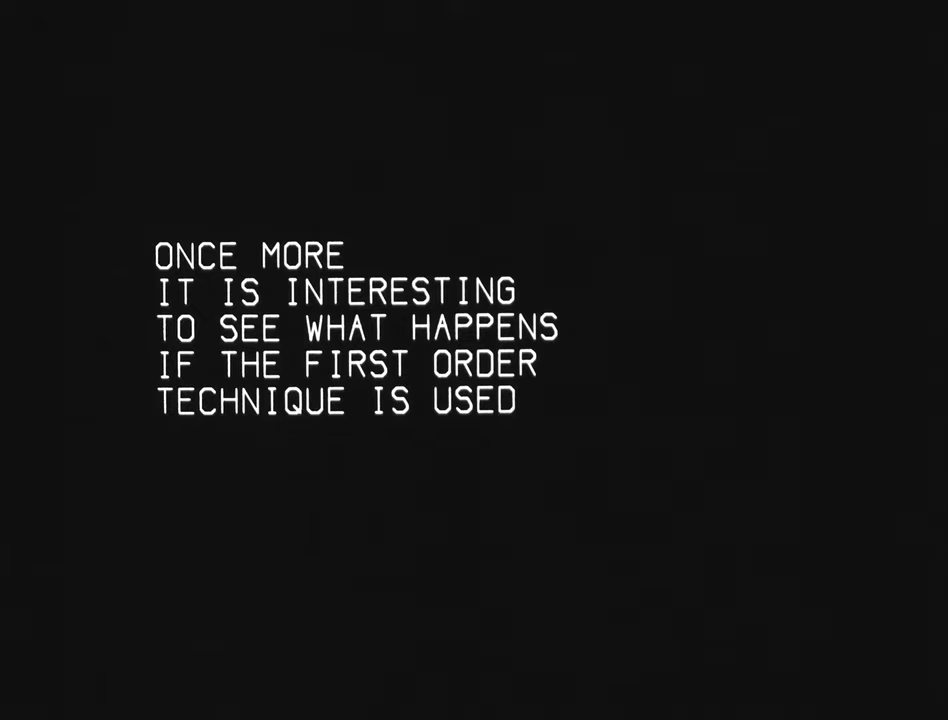 ONCE MORE
IT IS INTERESTING
TO SEE WHAT HAPPENS
IF THE FIRST ORDER
TECHNIQUE IS USED